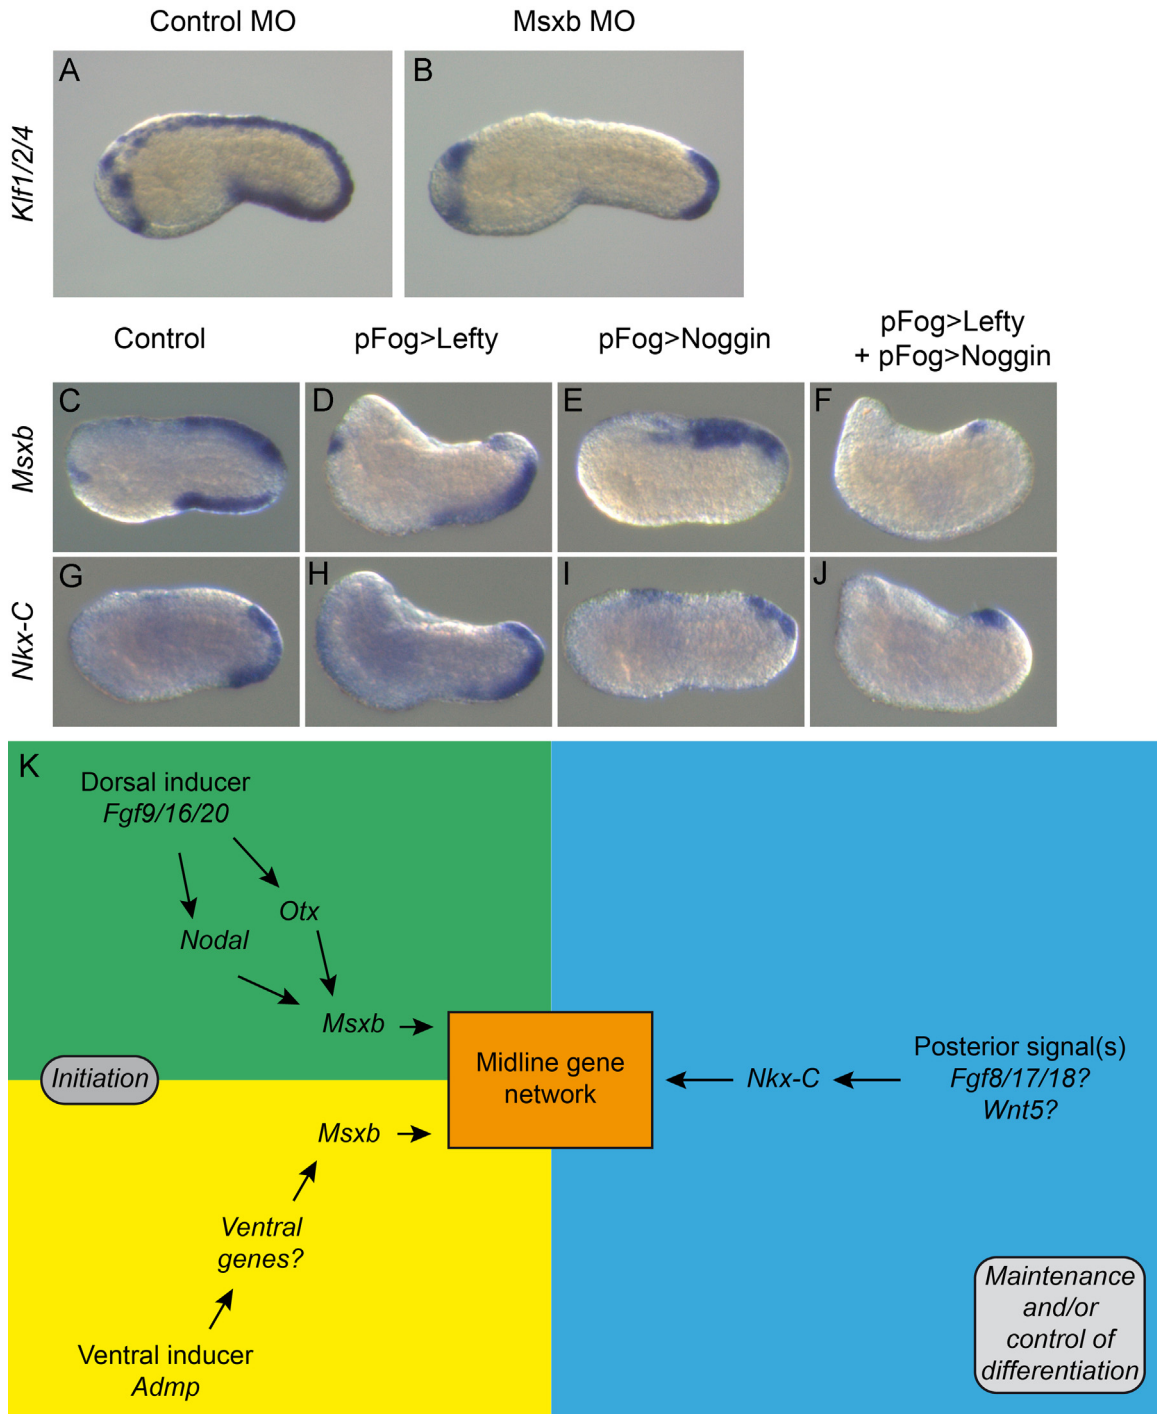 Control MO
Msxb MO
A
B
Klf1/2/4
Control
pFog>Lefty
pFog>Noggin
pFog>Lefty
+ pFog>Noggin
C
D
E
F
Msxb
G
H
I
J
Nkx-C
K
Dorsal inducer
Fgf9/16/20
Otx
Nodal
Msxb
Initiation
Midline gene
network
Nkx-C
Posterior signal(s)
Fgf8/17/18?
Wnt5?
Msxb
Ventral
genes?
Ventral inducer
Admp
Maintenance
and/or
control of
differentiation